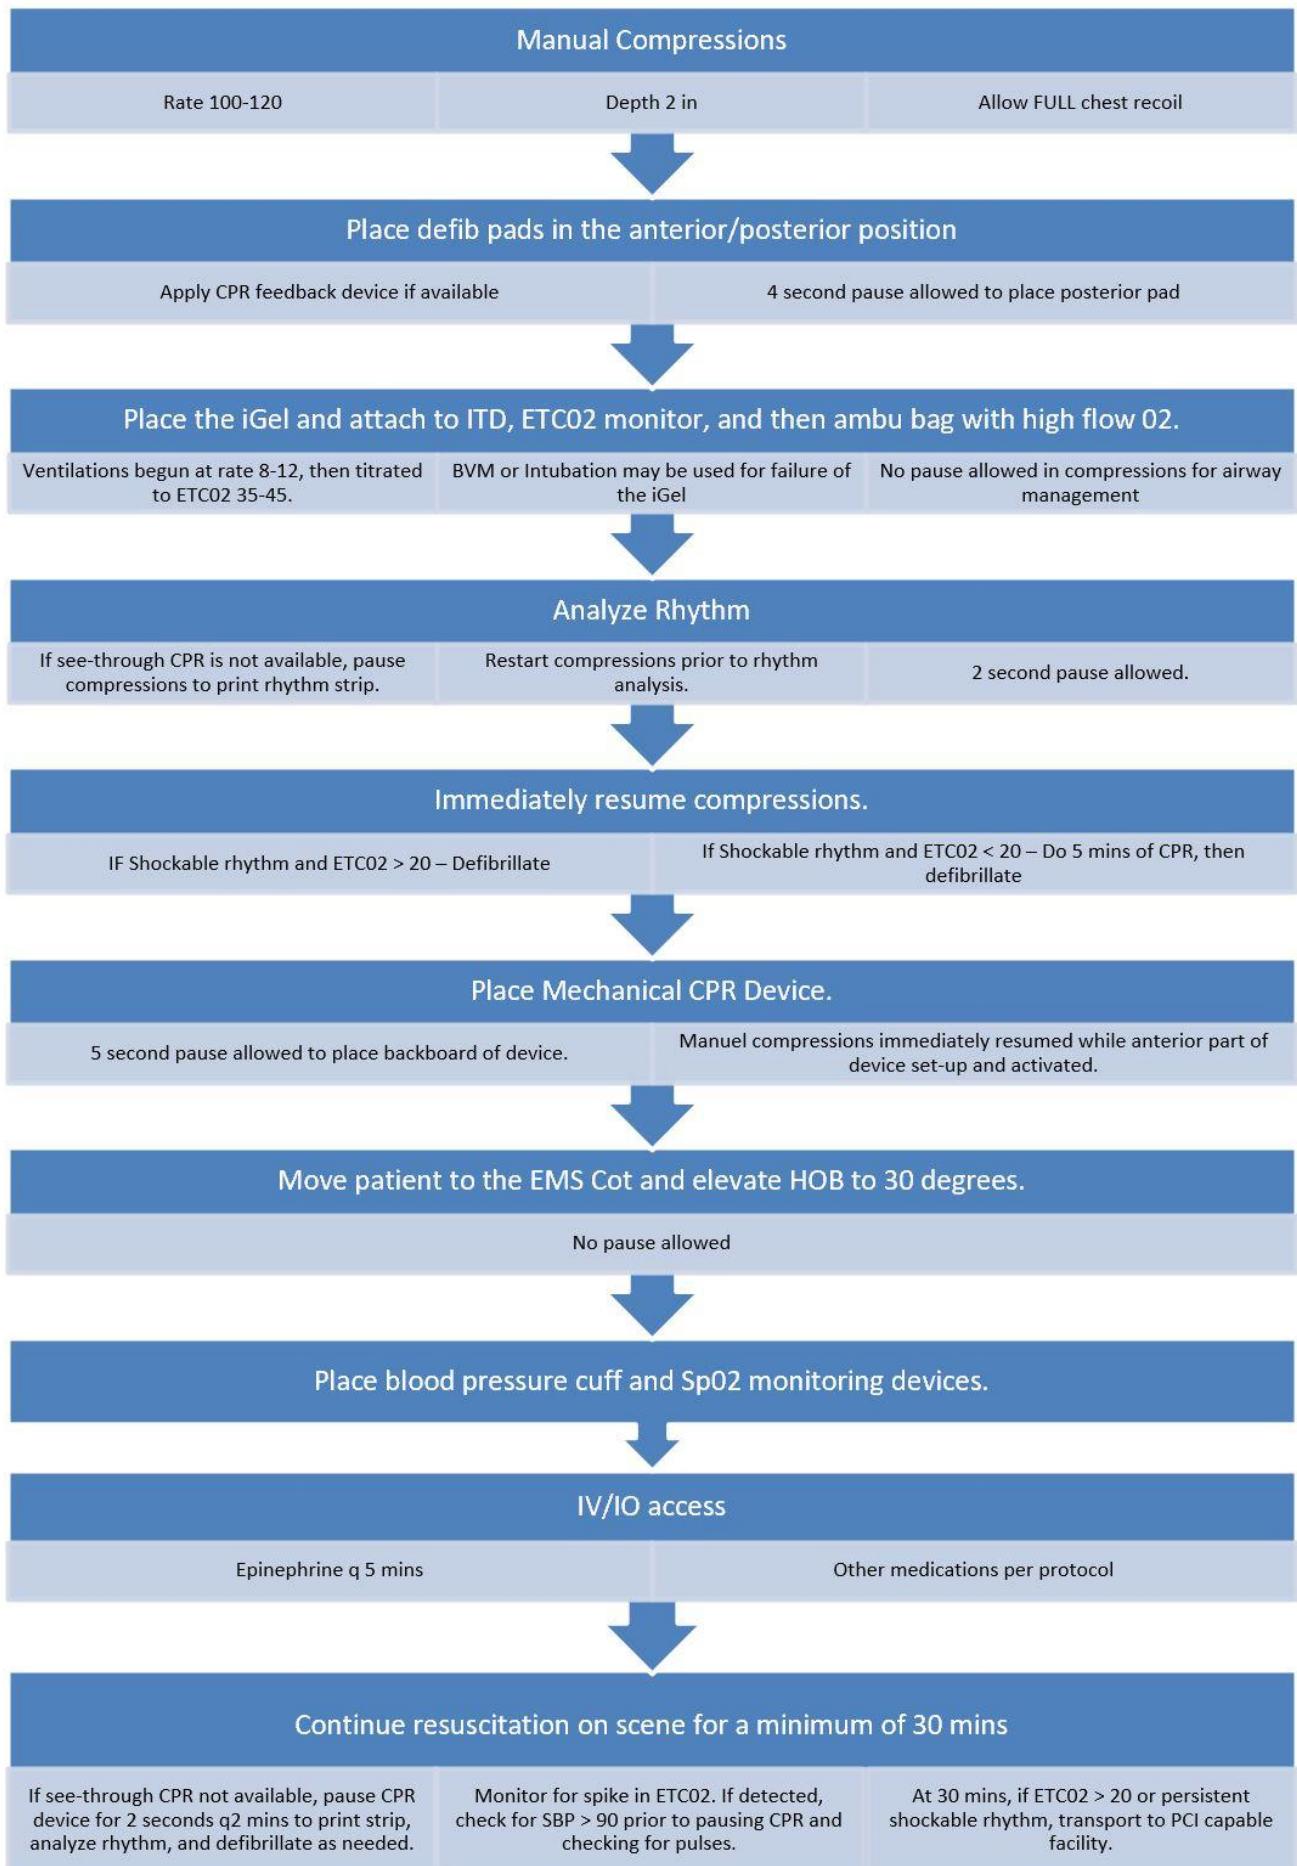 Manual Compressions
Rate 100-120
Depth 2 in
Allow FULL chest recoil
Place defib pads in the anterior/posterior position
Apply CPR feedback device if available
4 second pause allowed to place posterior pad
Place the iGel and attach to ITD, ETC02 monitor, and then ambu bag with high flow 02.
Ventilations begun at rate 8-12, then titrated
to ETC02 35-45.
BVM or Intubation may be used for failure of
the iGel
No pause allowed in compressions for airway
management
Analyze Rhythm
If see-through CPR is not available, pause
compressions to print rhythm strip.
Restart compressions prior to rhythm
analysis.
2 second pause allowed.
Immediately resume compressions.
IF Shockable rhythm and ETC02 > 20 – Defibrillate
If Shockable rhythm and ETC02 < 20 – Do 5 mins of CPR, then
defibrillate
Place Mechanical CPR Device.
5 second pause allowed to place backboard of device.
Manuel compressions immediately resumed while anterior part of
device set-up and activated.
Move patient to the EMS Cot and elevate HOB to 30 degrees.
No pause allowed
Place blood pressure cuff and Sp02 monitoring devices.
IV/IO access
Epinephrine q 5 mins
Other medications per protocol
Continue resuscitation on scene for a minimum of 30 mins
If see-through CPR not available, pause CPR
device for 2 seconds q2 mins to print strip,
analyze rhythm, and defibrillate as needed.
Monitor for spike in ETC02. If detected,
check for SBP > 90 prior to pausing CPR and
checking for pulses.
At 30 mins, if ETC02 > 20 or persistent
shockable rhythm, transport to PCI capable
facility.